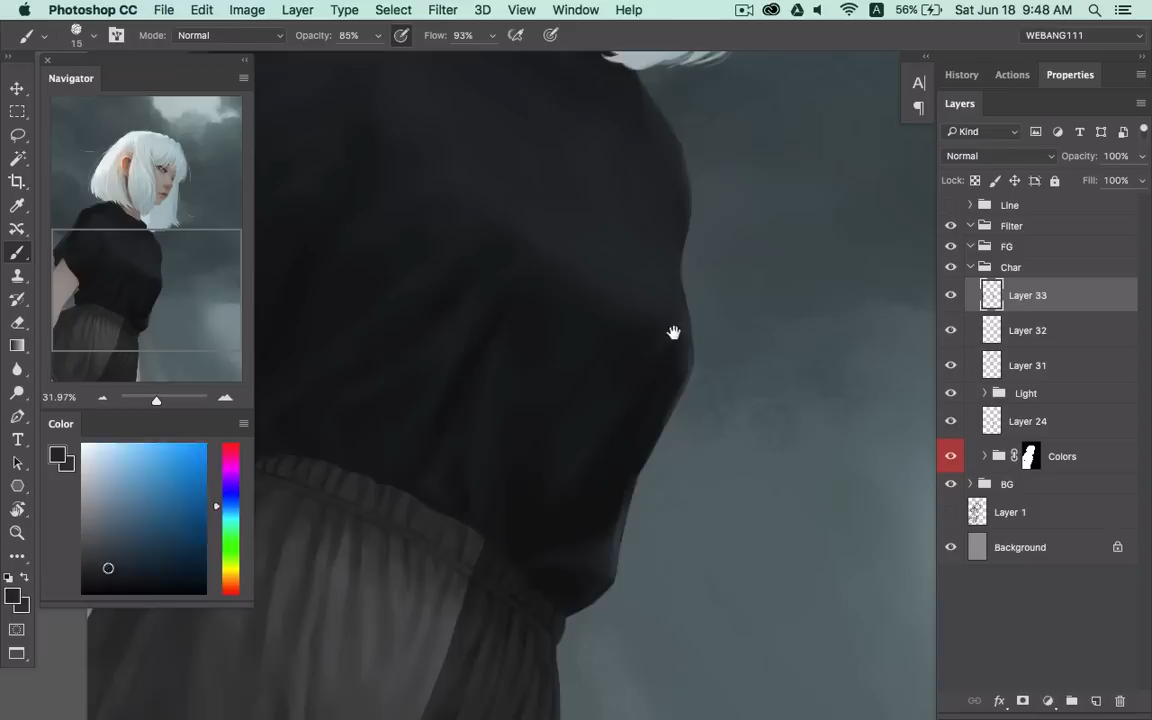 Photoshop CC File Edit Image Layer Type Select Filter 3D View Window Help 56% Sat Jun 18 9:48 AM
15 Mode: Normal Opacity: 85% Flow: 93% WEBANG111
Navigator
31.97%
Color
History Actions Properties
Layers
Kind
Normal Opacity: 100%
Lock: Fill: 100%
Line
Filter
FG
Char
Layer 33
Layer 32
Layer 31
Light
Layer 24
Colors
BG
Layer 1
Background